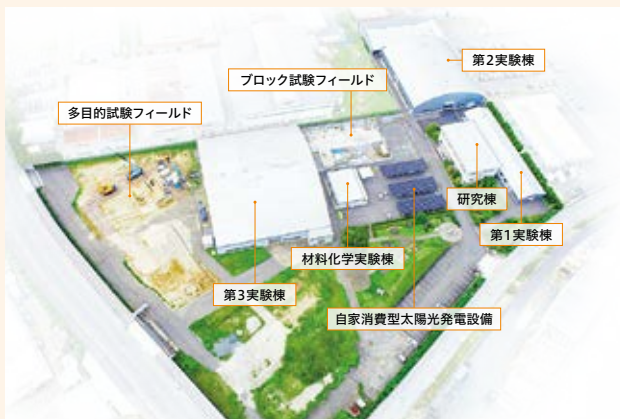 第2実験棟
ブロック試験フィールド
多目的試験フィールド
研究棟
第1実験棟
材料化学実験棟
第3実験棟
自家消費型太陽光発電設備